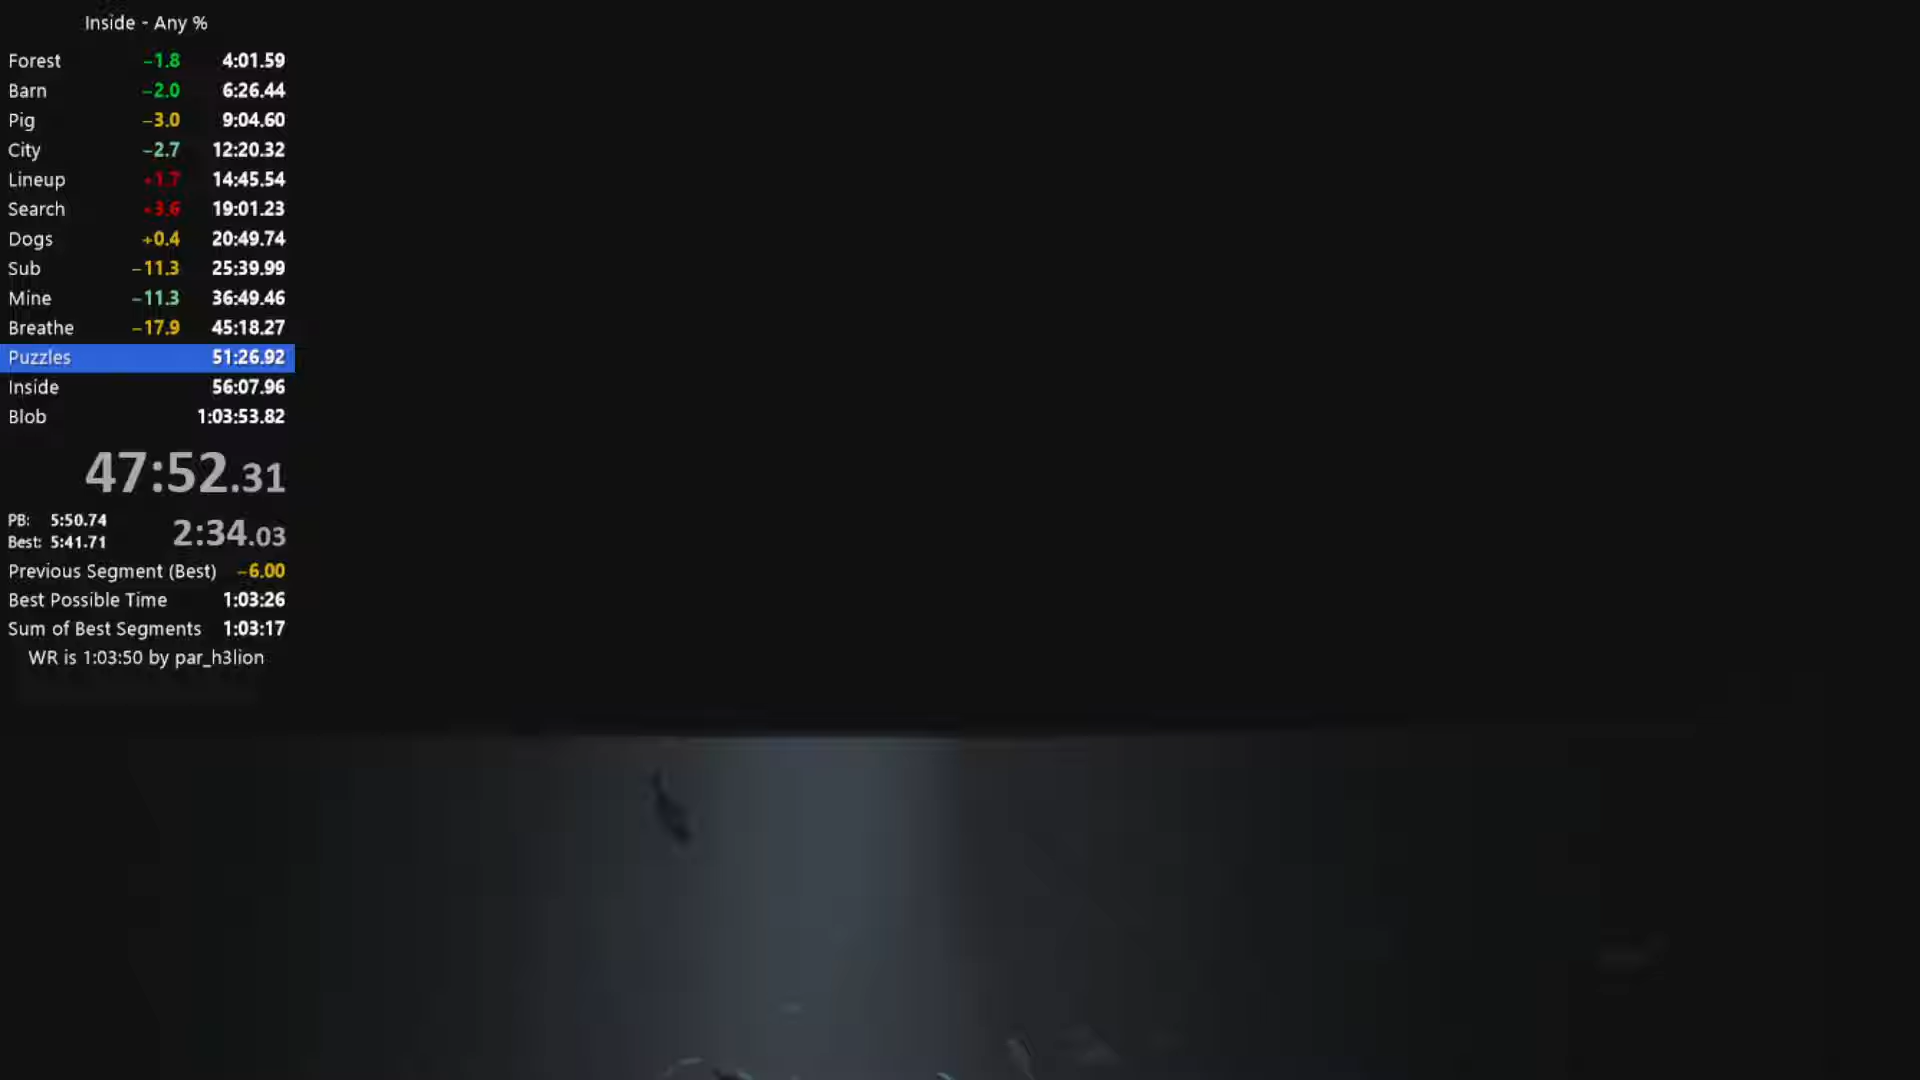 Inside - Any %
Forest −1.8 4:01.59
Barn −2.0 6:26.44
Pig −3.0 9:04.60
City −2.7 12:20.32
Lineup +1.7 14:45.54
Search +3.6 19:01.23
Dogs +0.4 20:49.74
Sub −11.3 25:39.99
Mine −11.3 36:49.46
Breathe −17.9 45:18.27
Puzzles 51:26.92
Inside 56:07.96
Blob 1:03:53.82
47:52.31
PB: 5:50.74
Best: 5:41.71
2:34.03
Previous Segment (Best) −6.00
Best Possible Time 1:03:26
Sum of Best Segments 1:03:17
WR is 1:03:50 by par_h3lion